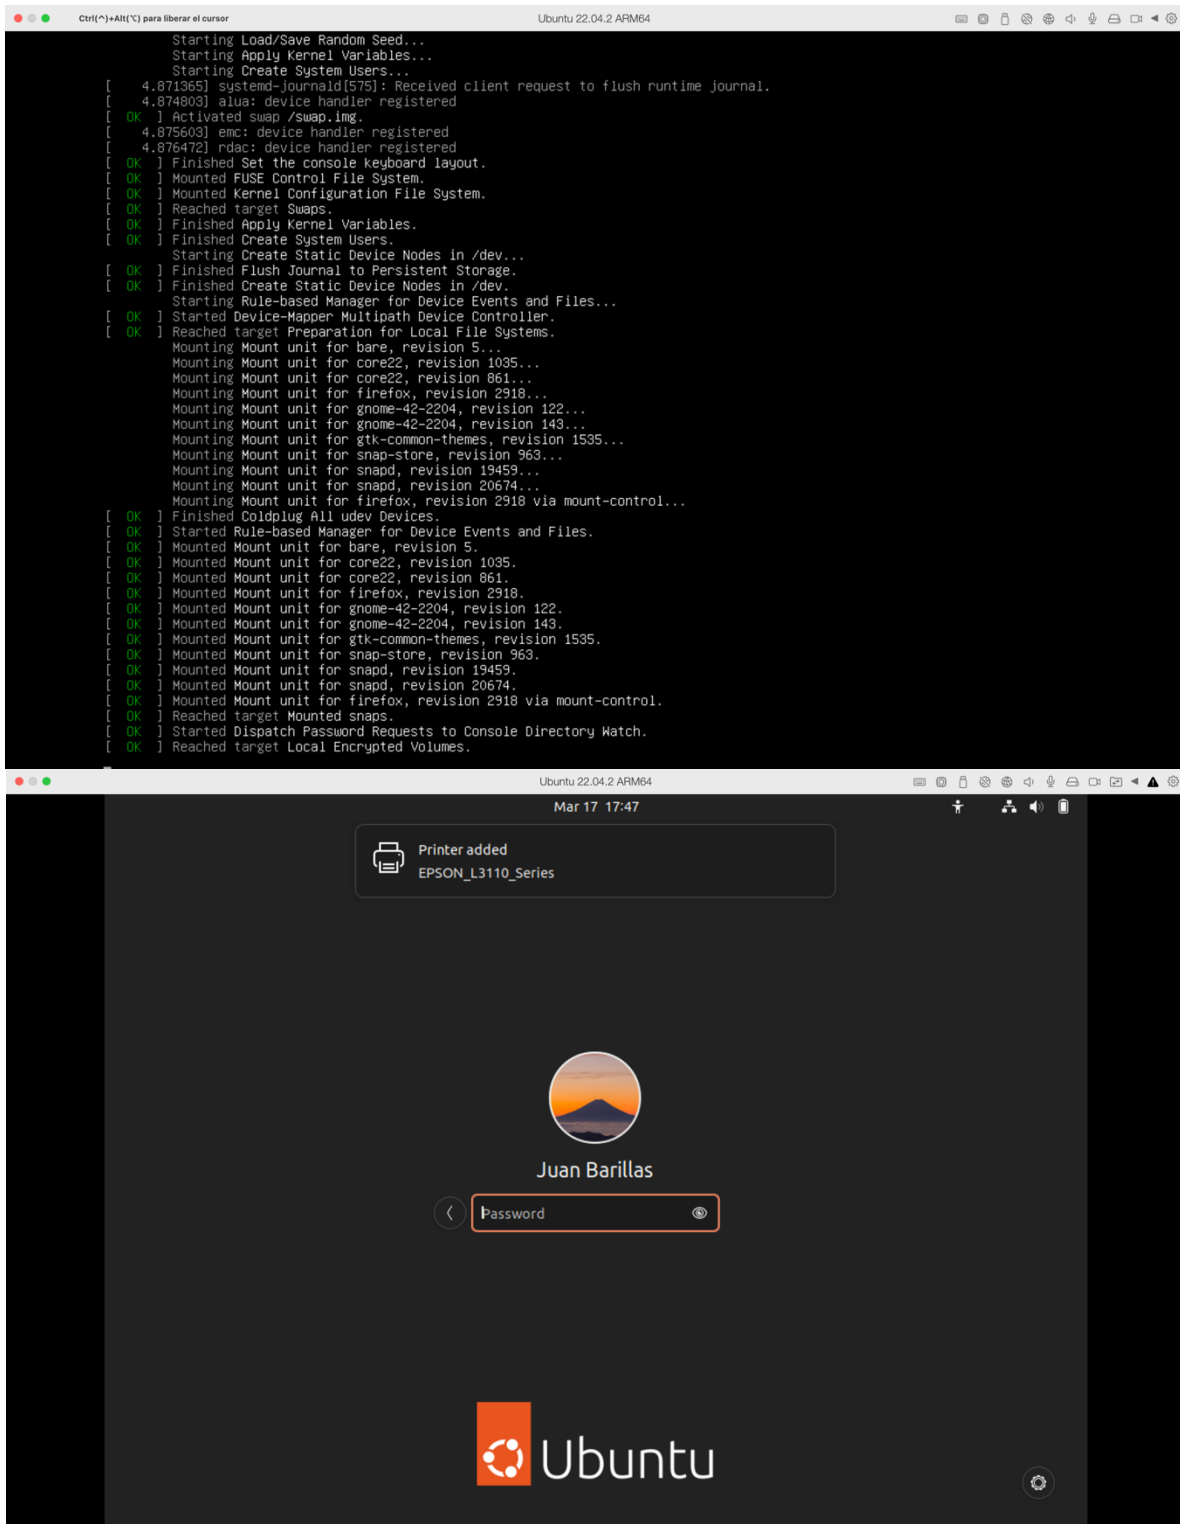 Ctrl(^)+Alt(⌥) para liberar el cursor
Ubuntu 22.04.2 ARM64
Starting Load/Save Random Seed...
Starting Apply Kernel Variables...
Starting Create System Users...
[    4.871365] systemd-journald[575]: Received client request to flush runtime journal.
[    4.874803] alua: device handler registered
[  OK  ] Activated swap /swap.img.
[    4.875603] emc: device handler registered
[    4.876472] rdac: device handler registered
[  OK  ] Finished Set the console keyboard layout.
[  OK  ] Mounted FUSE Control File System.
[  OK  ] Mounted Kernel Configuration File System.
[  OK  ] Reached target Swaps.
[  OK  ] Finished Apply Kernel Variables.
[  OK  ] Finished Create System Users.
Starting Create Static Device Nodes in /dev...
[  OK  ] Finished Flush Journal to Persistent Storage.
[  OK  ] Finished Create Static Device Nodes in /dev.
Starting Rule-based Manager for Device Events and Files...
[  OK  ] Started Device-Mapper Multipath Device Controller.
[  OK  ] Reached target Preparation for Local File Systems.
Mounting Mount unit for bare, revision 5...
Mounting Mount unit for core22, revision 1035...
Mounting Mount unit for core22, revision 861...
Mounting Mount unit for firefox, revision 2918...
Mounting Mount unit for gnome-42-2204, revision 122...
Mounting Mount unit for gnome-42-2204, revision 143...
Mounting Mount unit for gtk-common-themes, revision 1535...
Mounting Mount unit for snap-store, revision 963...
Mounting Mount unit for snapd, revision 19459...
Mounting Mount unit for snapd, revision 20674...
Mounting Mount unit for firefox, revision 2918 via mount-control...
[  OK  ] Finished Coldplug All udev Devices.
[  OK  ] Started Rule-based Manager for Device Events and Files.
[  OK  ] Mounted Mount unit for bare, revision 5.
[  OK  ] Mounted Mount unit for core22, revision 1035.
[  OK  ] Mounted Mount unit for core22, revision 861.
[  OK  ] Mounted Mount unit for firefox, revision 2918.
[  OK  ] Mounted Mount unit for gnome-42-2204, revision 122.
[  OK  ] Mounted Mount unit for gnome-42-2204, revision 143.
[  OK  ] Mounted Mount unit for gtk-common-themes, revision 1535.
[  OK  ] Mounted Mount unit for snap-store, revision 963.
[  OK  ] Mounted Mount unit for snapd, revision 19459.
[  OK  ] Mounted Mount unit for snapd, revision 20674.
[  OK  ] Mounted Mount unit for firefox, revision 2918 via mount-control.
[  OK  ] Reached target Mounted snaps.
[  OK  ] Started Dispatch Password Requests to Console Directory Watch.
[  OK  ] Reached target Local Encrypted Volumes.
Ubuntu 22.04.2 ARM64
Mar 17 17:47
Printer added
EPSON_L3110_Series
Juan Barillas
Password
Ubuntu